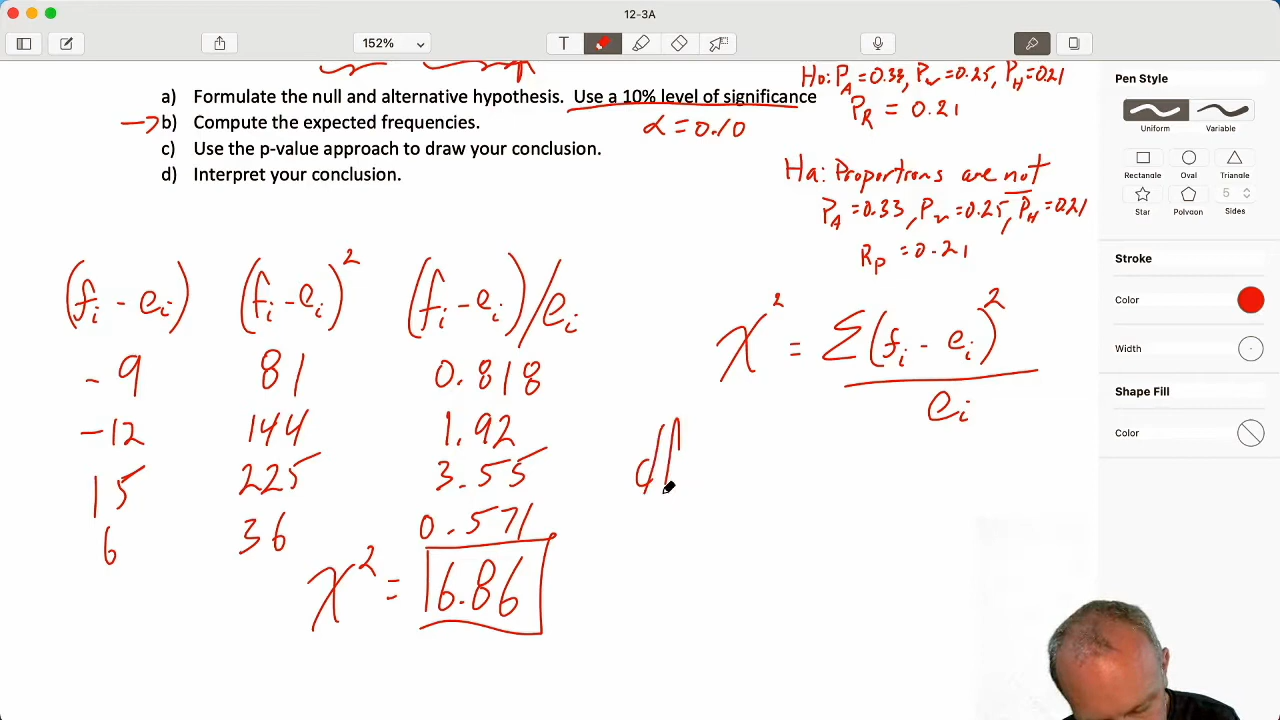 12-3A
152%
T
Ho: PA = 0.33, Pw = 0.25, PH = 0.21
PR = 0.21
a) Formulate the null and alternative hypothesis. Use a 10% level of significance
α = 0.10
→ b) Compute the expected frequencies.
c) Use the p-value approach to draw your conclusion.
d) Interpret your conclusion.
Ha: Proportions are not
PA = 0.33, Pw = 0.25, PH = 0.21
RP = 0.21
(fi - ei) (fi - ei)² (fi - ei)/ei
-9 81 0.818
-12 144 1.92
15 225 3.55
6 36 0.571
χ² = 6.86
χ² = Σ(fi - ei)²
ei
df
Pen Style
Uniform Variable
Rectangle Oval Triangle
Star Polygon 5 Sides
Stroke
Color
Width
Shape Fill
Color